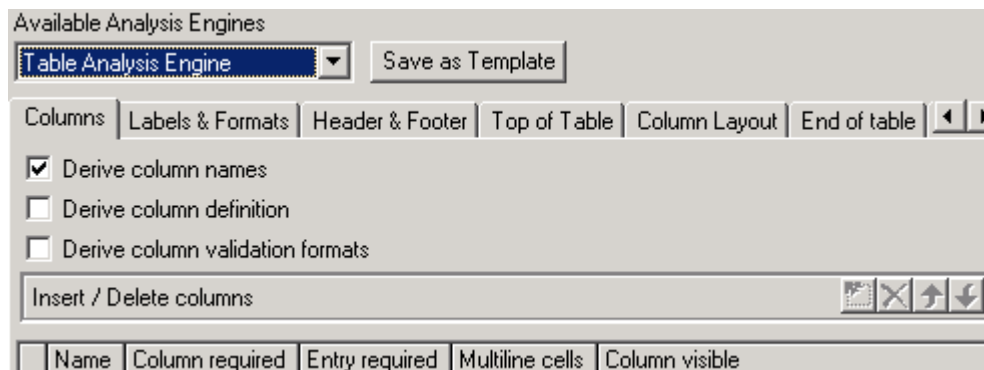 Available Analysis Engines
Table Analysis Engine Save as Template
Columns Labels & Formats Header & Footer Top of Table Column Layout End of table
Derive column names
Derive column definition
Derive column validation formats
Insert / Delete columns
Name Column required Entry required Multiline cells Column visible